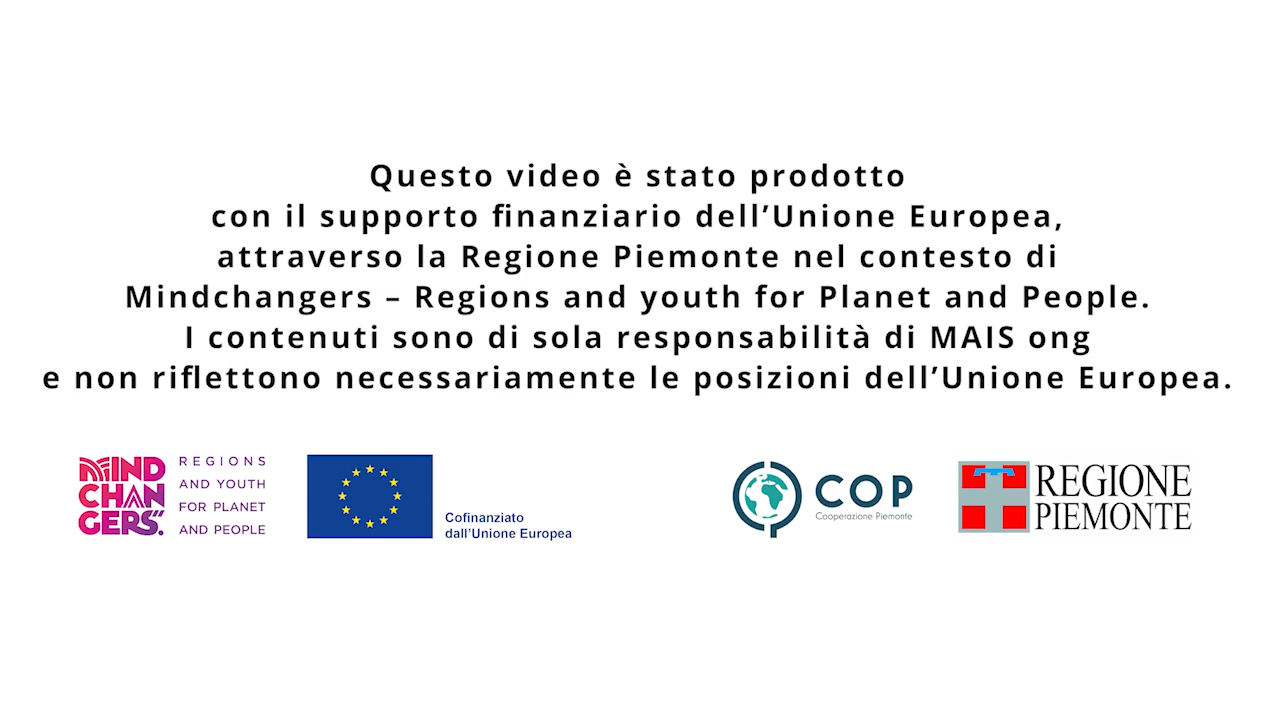 Questo video è stato prodotto
con il supporto finanziario dell’Unione Europea,
attraverso la Regione Piemonte nel contesto di
Mindchangers – Regions and youth for Planet and People.
I contenuti sono di sola responsabilità di MAIS ong
e non riflettono necessariamente le posizioni dell’Unione Europea.
MIND
CHAN
GERS
REGIONS
AND YOUTH
FOR PLANET
AND PEOPLE
Cofinanziato
dall’Unione Europea
COP
Cooperazione Piemonte
REGIONE
PIEMONTE